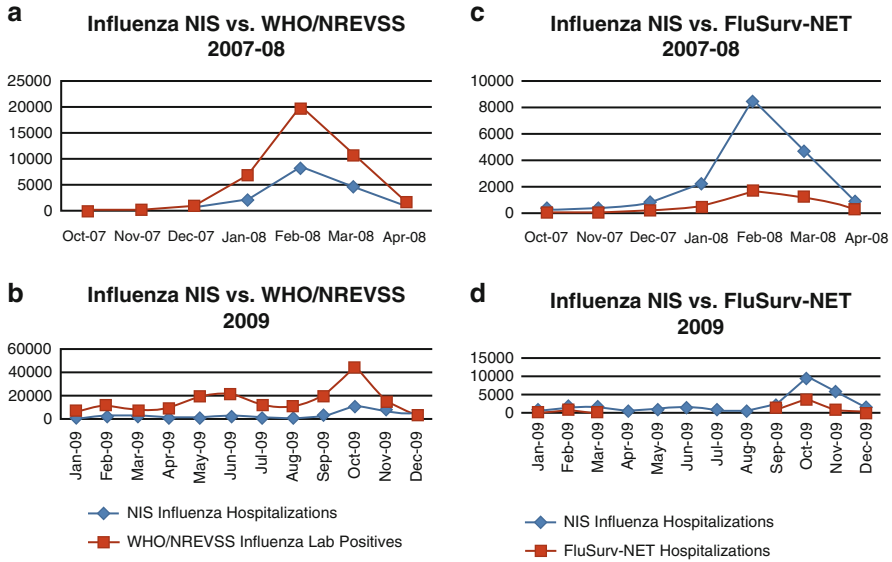 a
Influenza NIS vs. WHO/NREVSS
2007-08
25000
20000
15000
10000
5000
0
Oct-07 Nov-07 Dec-07 Jan-08 Feb-08 Mar-08 Apr-08
b
Influenza NIS vs. WHO/NREVSS
2009
60000
40000
20000
0
Jan-09 Feb-09 Mar-09 Apr-09 May-09 Jun-09 Jul-09 Aug-09 Sep-09 Oct-09 Nov-09 Dec-09
NIS Influenza Hospitalizations
WHO/NREVSS Influenza Lab Positives
c
Influenza NIS vs. FluSurv-NET
2007-08
10000
8000
6000
4000
2000
0
Oct-07 Nov-07 Dec-07 Jan-08 Feb-08 Mar-08 Apr-08
d
Influenza NIS vs. FluSurv-NET
2009
15000
10000
5000
0
Jan-09 Feb-09 Mar-09 Apr-09 May-09 Jun-09 Jul-09 Aug-09 Sep-09 Oct-09 Nov-09 Dec-09
NIS Influenza Hospitalizations
FluSurv-NET Hospitalizations